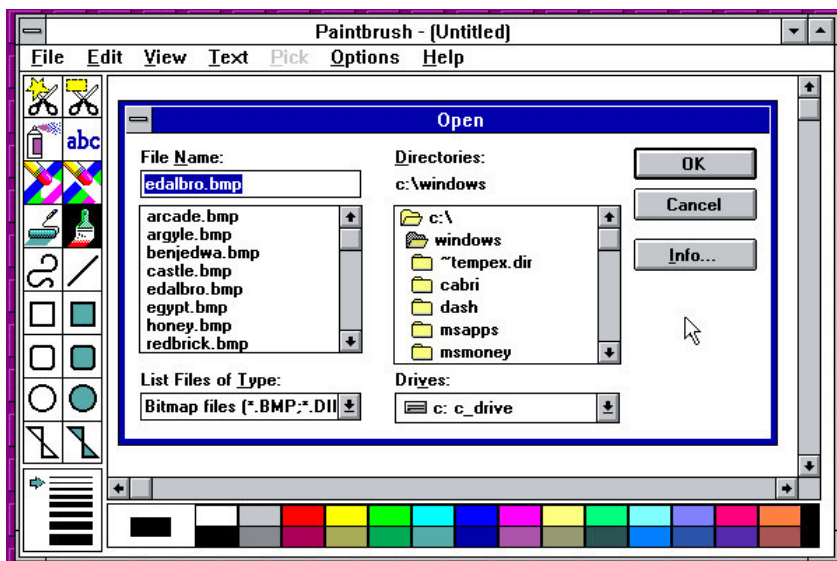 Paintbrush - (Untitled)
File Edit View Text Pick Options Help
abc
Open
File Name:
edalbro.bmp
arcade.bmp
argyle.bmp
benjedwa.bmp
castle.bmp
edalbro.bmp
egypt.bmp
honey.bmp
redbrick.bmp
List Files of Type:
Bitmap files (*.BMP;*.DI
Directories:
c:\windows
c:\
windows
~tempex.dir
cabri
dash
msapps
msmoney
Drives:
c: c_drive
OK
Cancel
Info...